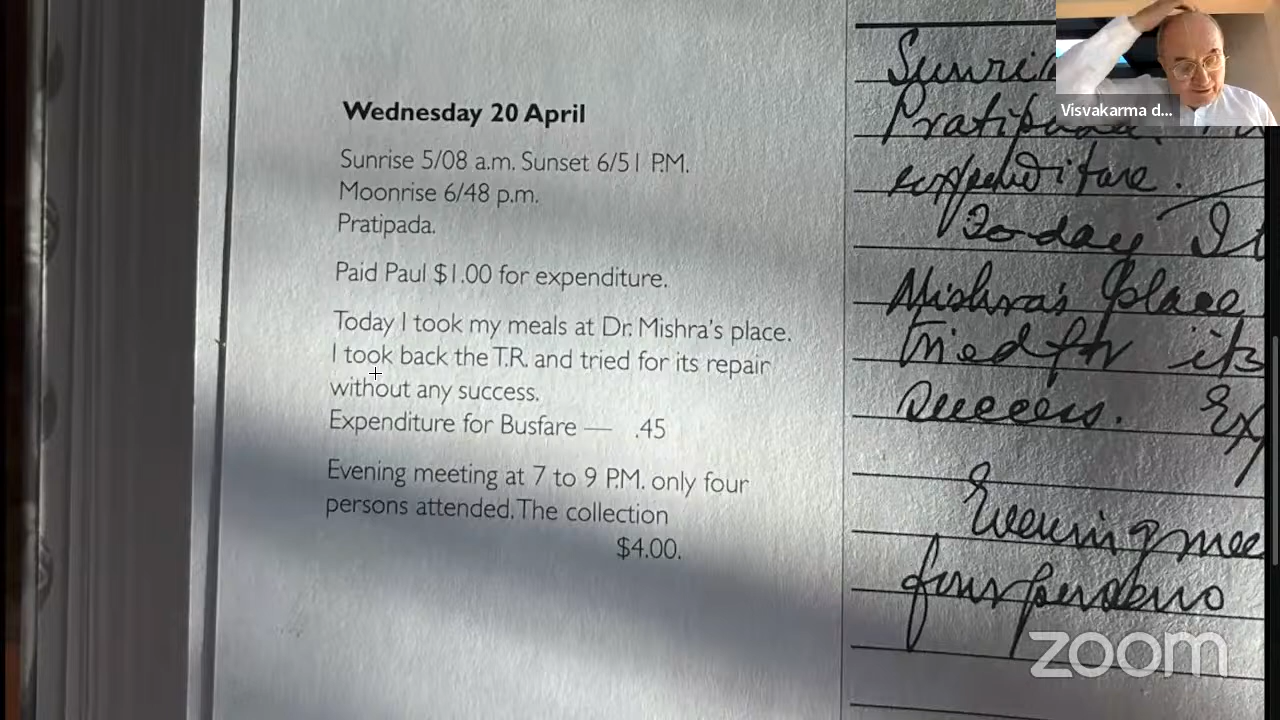 Wednesday 20 April
Sunrise 5/08 a.m. Sunset 6/51 P.M.
Moonrise 6/48 p.m.
Pratipada.
Paid Paul $1.00 for expenditure.
Today I took my meals at Dr. Mishra's place.
I took back the T.R. and tried for its repair
without any success.
Expenditure for Busfare — .45
Evening meeting at 7 to 9 P.M. only four
persons attended. The collection
$4.00.
Pratipada
expenditure.
Today I
Mishra's place
Tried for its
Success. Ex
Evening mee
four persons
Visvakarma d...
zoom